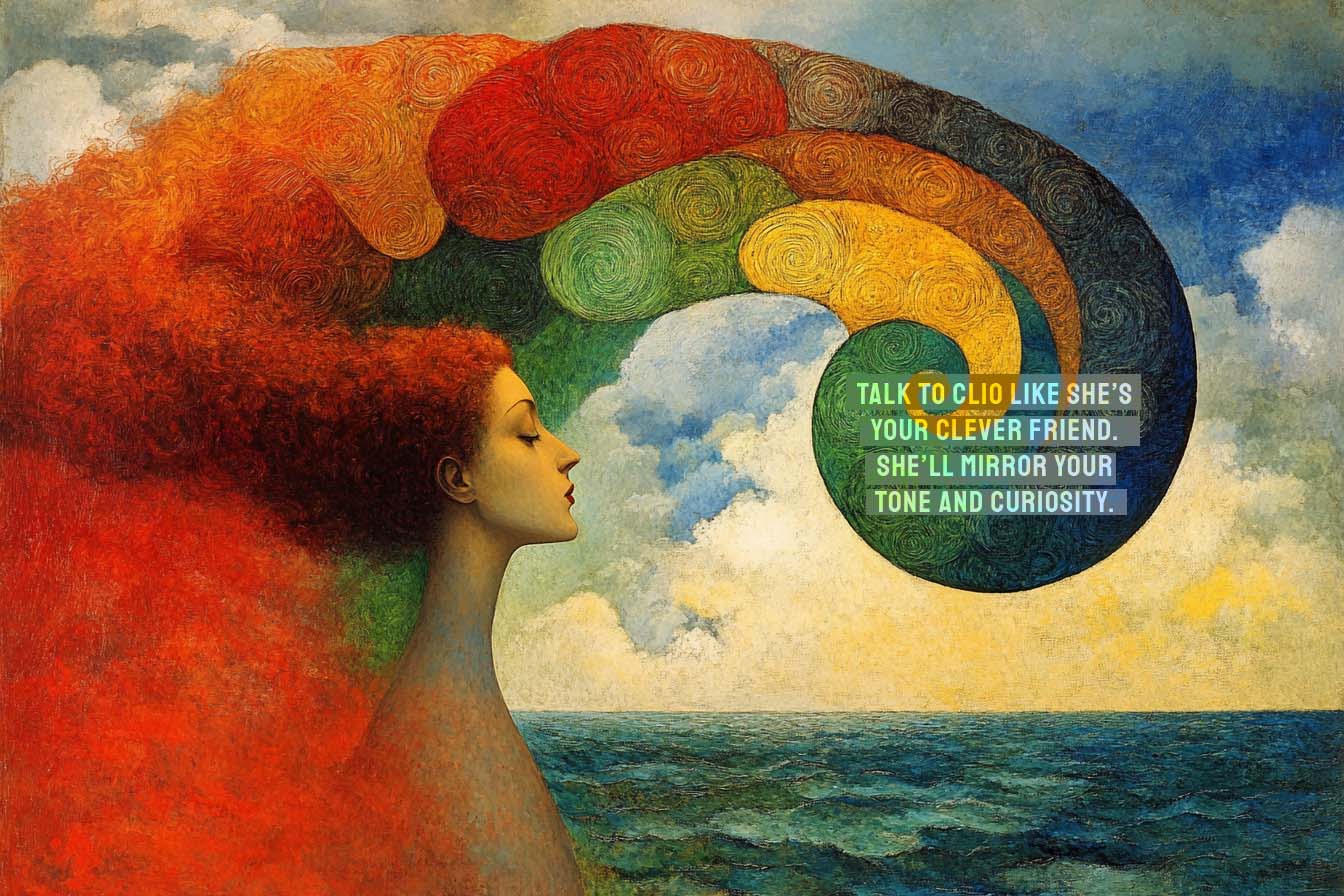 TALK TO CLIO LIKE SHE’S
YOUR CLEVER FRIEND.
SHE’LL MIRROR YOUR
TONE AND CURIOSITY.